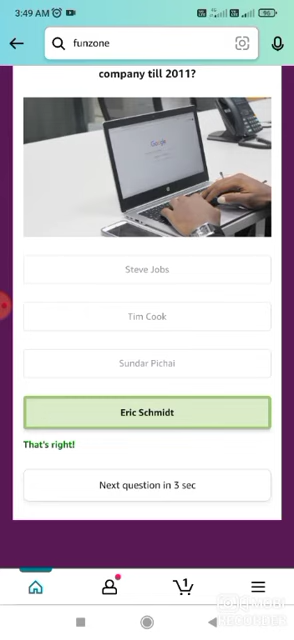 3:49 AM
funzone
company till 2011?
Google
Steve Jobs
Tim Cook
Sundar Pichai
Eric Schmidt
That's right!
Next question in 3 sec
1
RECORDER